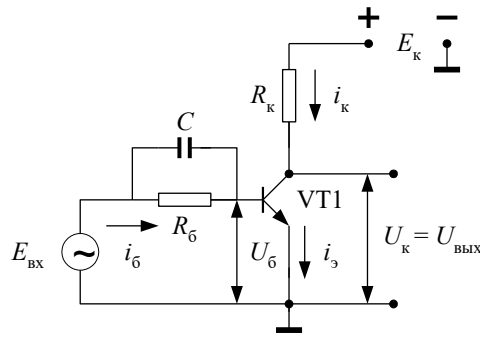 + −
E_к
R_к i_к
C
VT1
R_б
E_вх ~ i_б U_б i_э U_к = U_вых